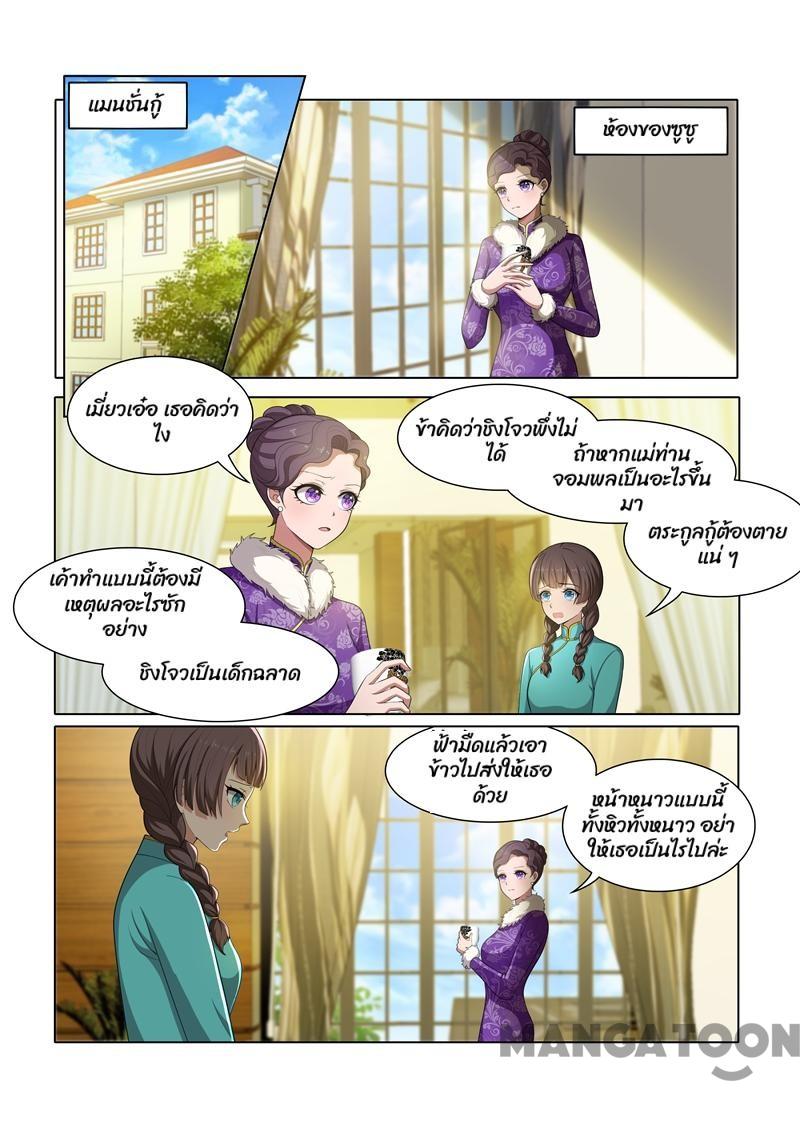 แมนชั่นกู้
ห้องของซูซู
เมี่ยวเอ๋อ เธอคิดว่า
ไง
ข้าคิดว่าชิงโจวพึ่งไม่
ได้
ถ้าหากแม่ท่าน
จอมพลเป็นอะไรขึ้น
มา
ตระกูลกู้ต้องตาย
แน่ ๆ
เค้าทำแบบนี้ต้องมี
เหตุผลอะไรซัก
อย่าง
ชิงโจวเป็นเด็กฉลาด
ฟ้ามืดแล้วเอา
ข้าวไปส่งให้เธอ
ด้วย
หน้าหนาวแบบนี้
ทั้งหิวทั้งหนาว อย่า
ให้เธอเป็นไรไปล่ะ
MANGATOON